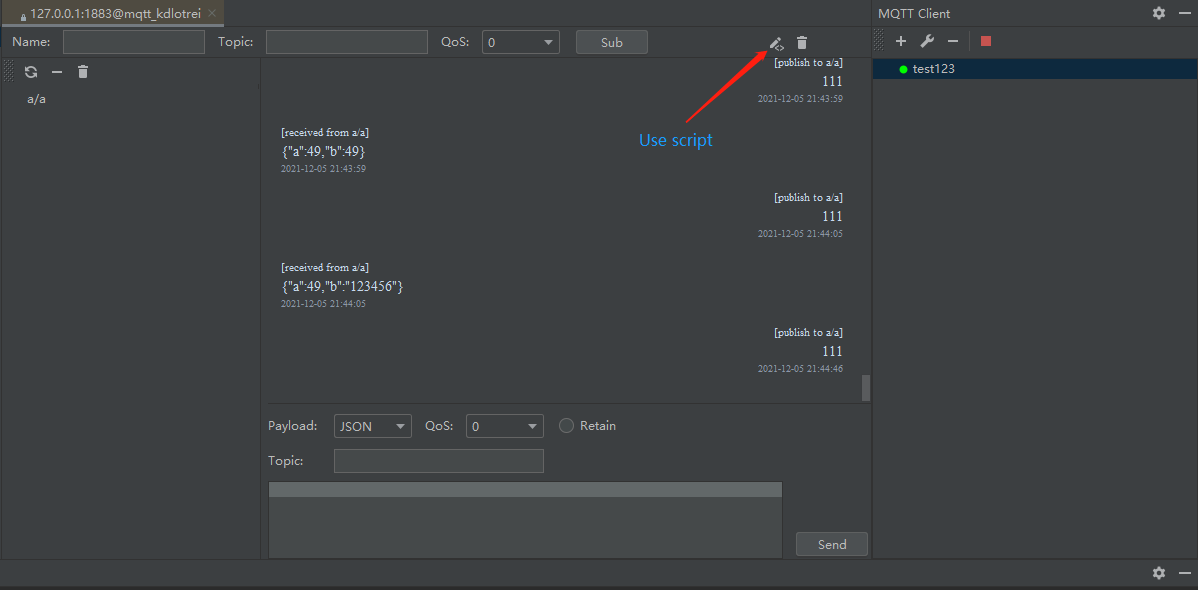 127.0.0.1:1883@mqtt_kdlotrei
MQTT Client
Name:
Topic:
QoS:
0
Sub
test123
a/a
[publish to a/a]
111
2021-12-05 21:43:59
Use script
[received from a/a]
{"a":49,"b":49}
2021-12-05 21:43:59
[publish to a/a]
111
2021-12-05 21:44:05
[received from a/a]
{"a":49,"b":"123456"}
2021-12-05 21:44:05
[publish to a/a]
111
2021-12-05 21:44:46
Payload:
JSON
QoS:
0
Retain
Topic:
Send